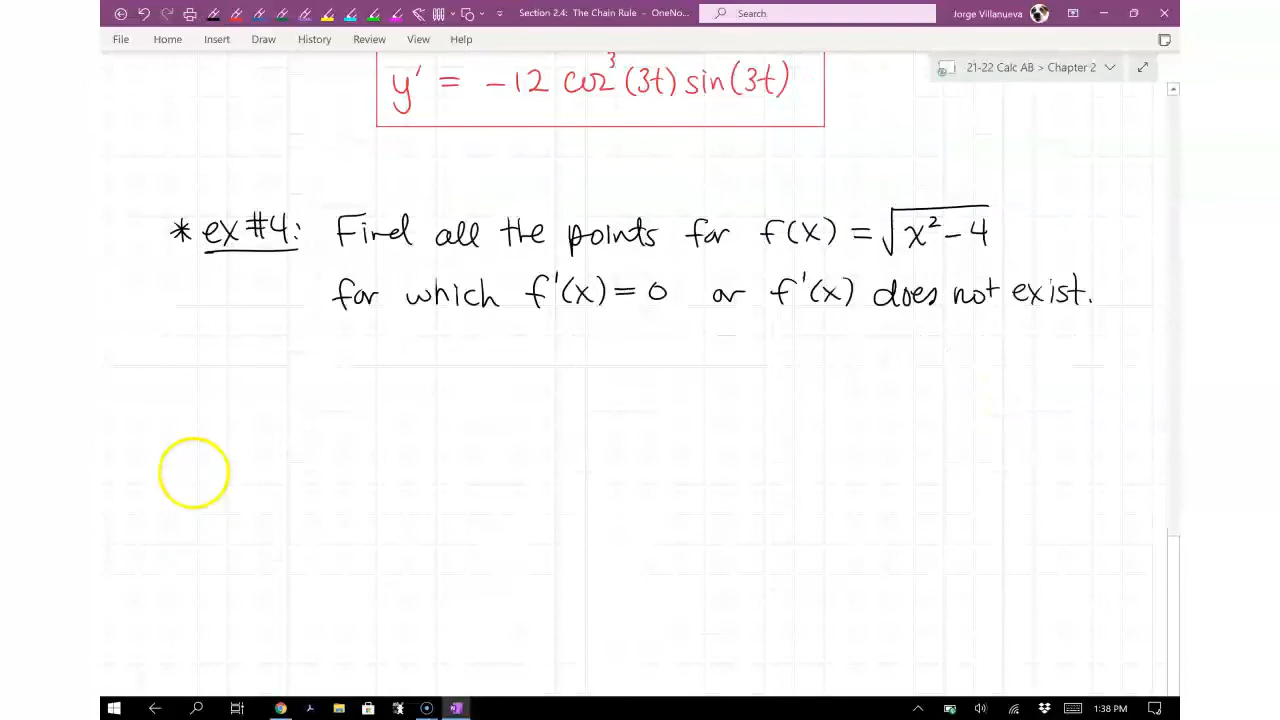 Section 2.4: The Chain Rule - OneNo...
Search
Jorge Villanueva
File Home Insert Draw History Review View Help
21-22 Calc AB > Chapter 2
y' = -12 cos³(3t) sin(3t)
* ex #4: Find all the points for f(x) = √(x²-4)
for which f'(x) = 0 or f'(x) does not exist.
1:38 PM